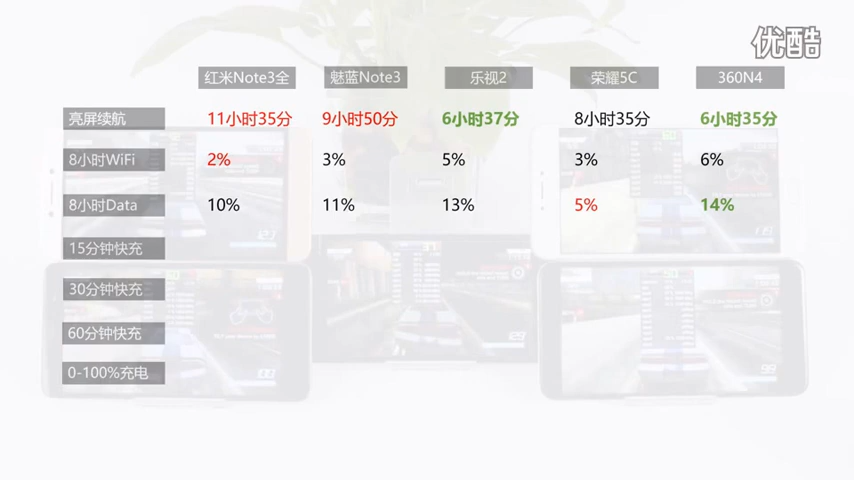 优酷
红米Note3全 魅蓝Note3 乐视2 荣耀5C 360N4
亮屏续航 11小时35分 9小时50分 6小时37分 8小时35分 6小时35分
8小时WiFi 2% 3% 5% 3% 6%
8小时Data 10% 11% 13% 5% 14%
15分钟快充
30分钟快充
60分钟快充
0-100%充电